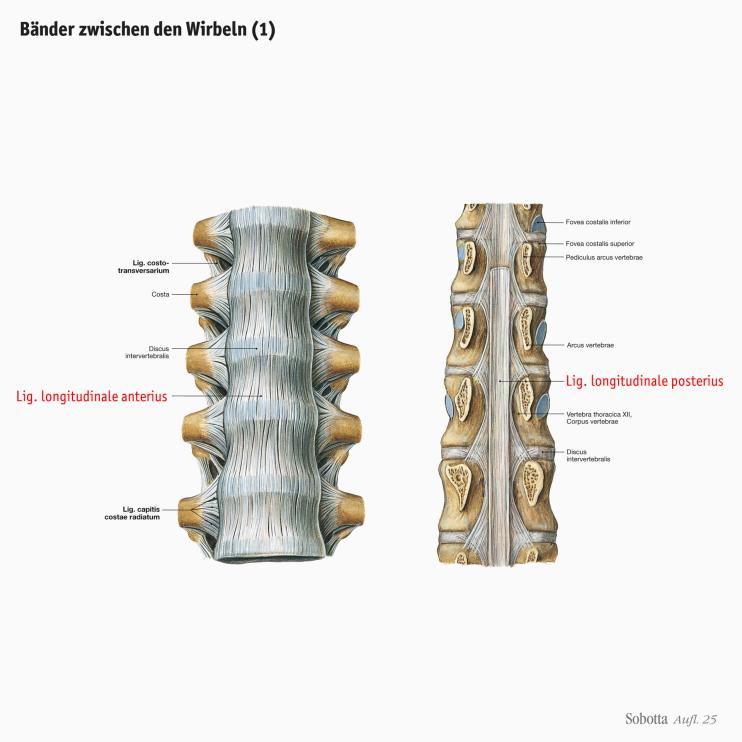 Bänder zwischen den Wirbeln (1)
Lig. costo-
transversarium
Costa
Discus
intervertebralis
Lig. longitudinale anterius
Lig. capitis
costae radiatum
Fovea costalis inferior
Fovea costalis superior
Pediculus arcus vertebrae
Arcus vertebrae
Lig. longitudinale posterius
Vertebra thoracica XII,
Corpus vertebrae
Discus
intervertebralis
Sobotta Aufl. 25